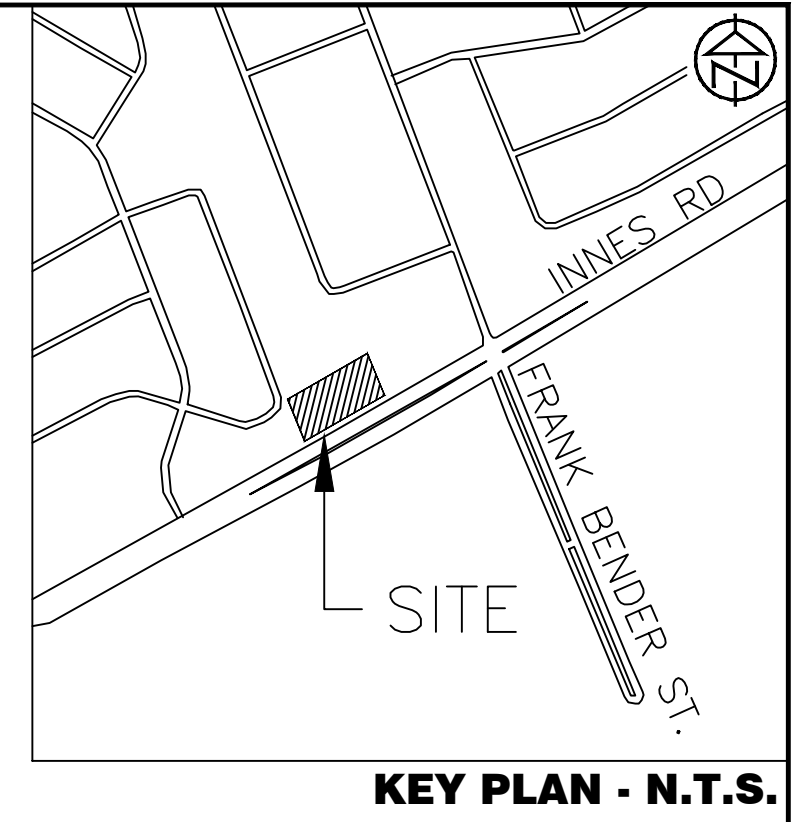 N
INNES RD
FRANK BENDER ST.
SITE
KEY PLAN - N.T.S.